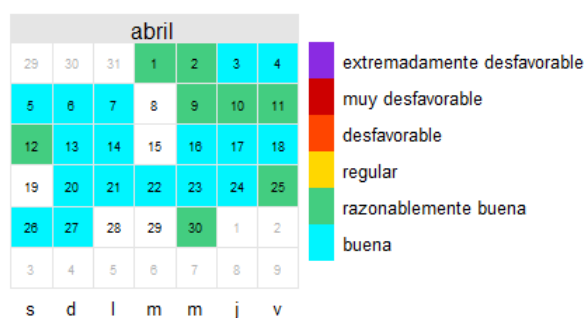 abril
29 30 31 1 2 3 4
5 6 7 8 9 10 11
12 13 14 15 16 17 18
19 20 21 22 23 24 25
26 27 28 29 30 1 2
3 4 5 6 7 8 9
s d l m m j v
extremadamente desfavorable
muy desfavorable
desfavorable
regular
razonablemente buena
buena